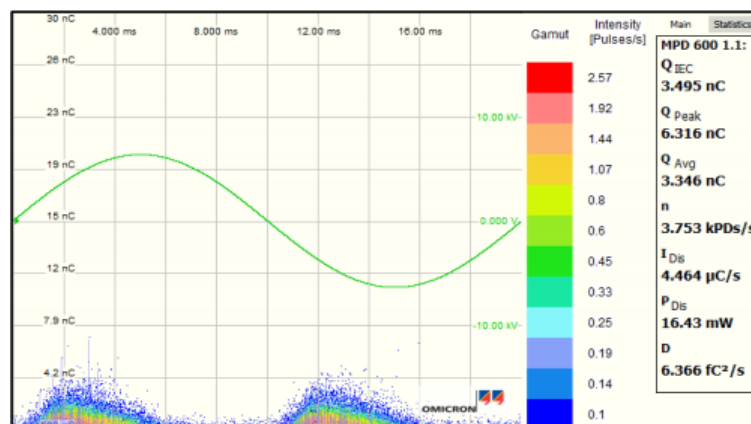 30 nC
4.000 ms
8.000 ms
12.00 ms
16.00 ms
26 nC
23 nC
10.00 kV
19 nC
15 nC
0.000 V
12 nC
7.9 nC
-10.00 kV
4.2 nC
OMICRON
Gamut
Intensity
[Pulses/s]
2.57
1.92
1.44
1.07
0.8
0.6
0.45
0.33
0.25
0.19
0.14
0.1
Main
Statistics
MPD 600 1.1:
Q IEC
3.495 nC
Q Peak
6.316 nC
Q Avg
3.346 nC
n
3.753 kPDs/s
I Dis
4.464 µC/s
P Dis
16.43 mW
D
6.366 fC²/s